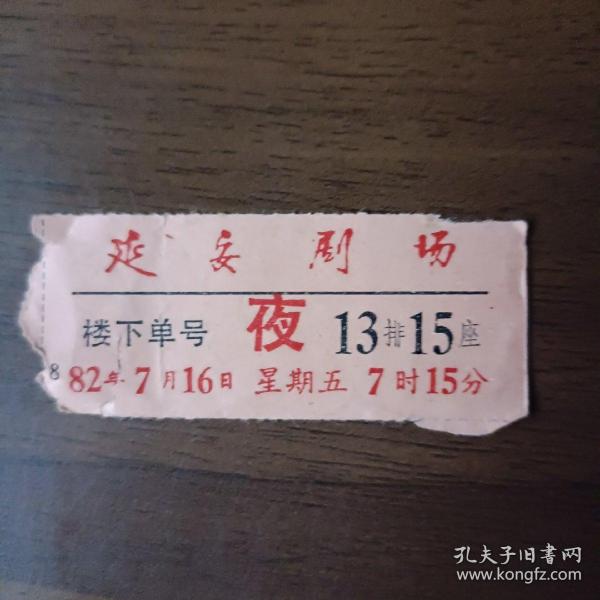 延安剧场
楼下单号 夜 13排15座
8
82年7月16日 星期五 7时15分
孔夫子旧书网
www.kongfz.com